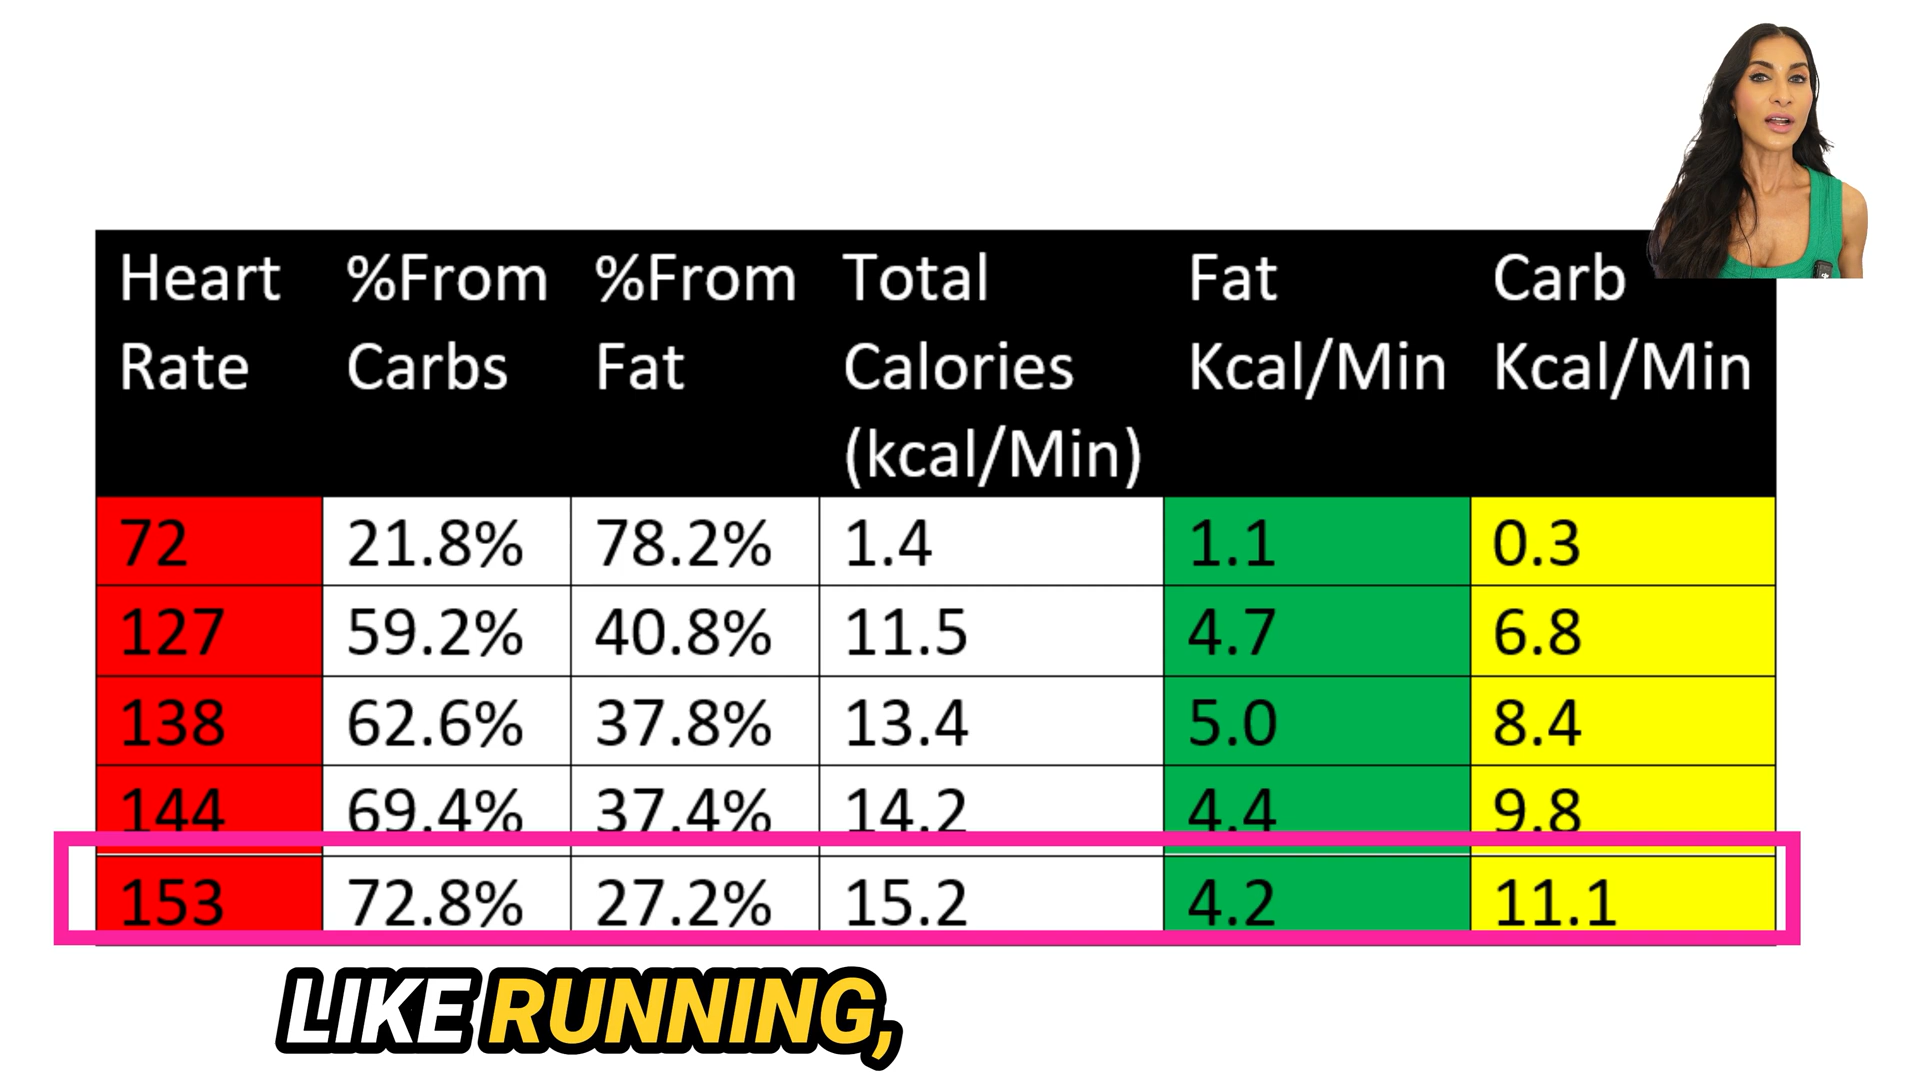 Heart Rate %From Carbs %From Fat Total Calories (kcal/Min) Fat Kcal/Min Carb Kcal/Min
72 21.8% 78.2% 1.4 1.1 0.3
127 59.2% 40.8% 11.5 4.7 6.8
138 62.6% 37.8% 13.4 5.0 8.4
144 69.4% 37.4% 14.2 4.4 9.8
153 72.8% 27.2% 15.2 4.2 11.1
LIKE RUNNING,